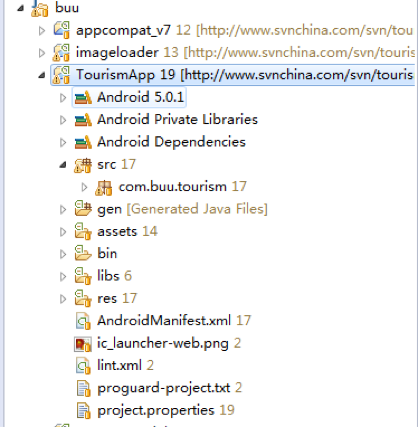 buu
appcompat_v7 12 [http://www.svnchina.com/svn/tou
imageloader 13 [http://www.svnchina.com/svn/touris
TourismApp 19 [http://www.svnchina.com/svn/touris
Android 5.0.1
Android Private Libraries
Android Dependencies
src 17
com.buu.tourism 17
gen [Generated Java Files]
assets 14
bin
libs 6
res 17
AndroidManifest.xml 17
ic_launcher-web.png 2
lint.xml 2
proguard-project.txt 2
project.properties 19